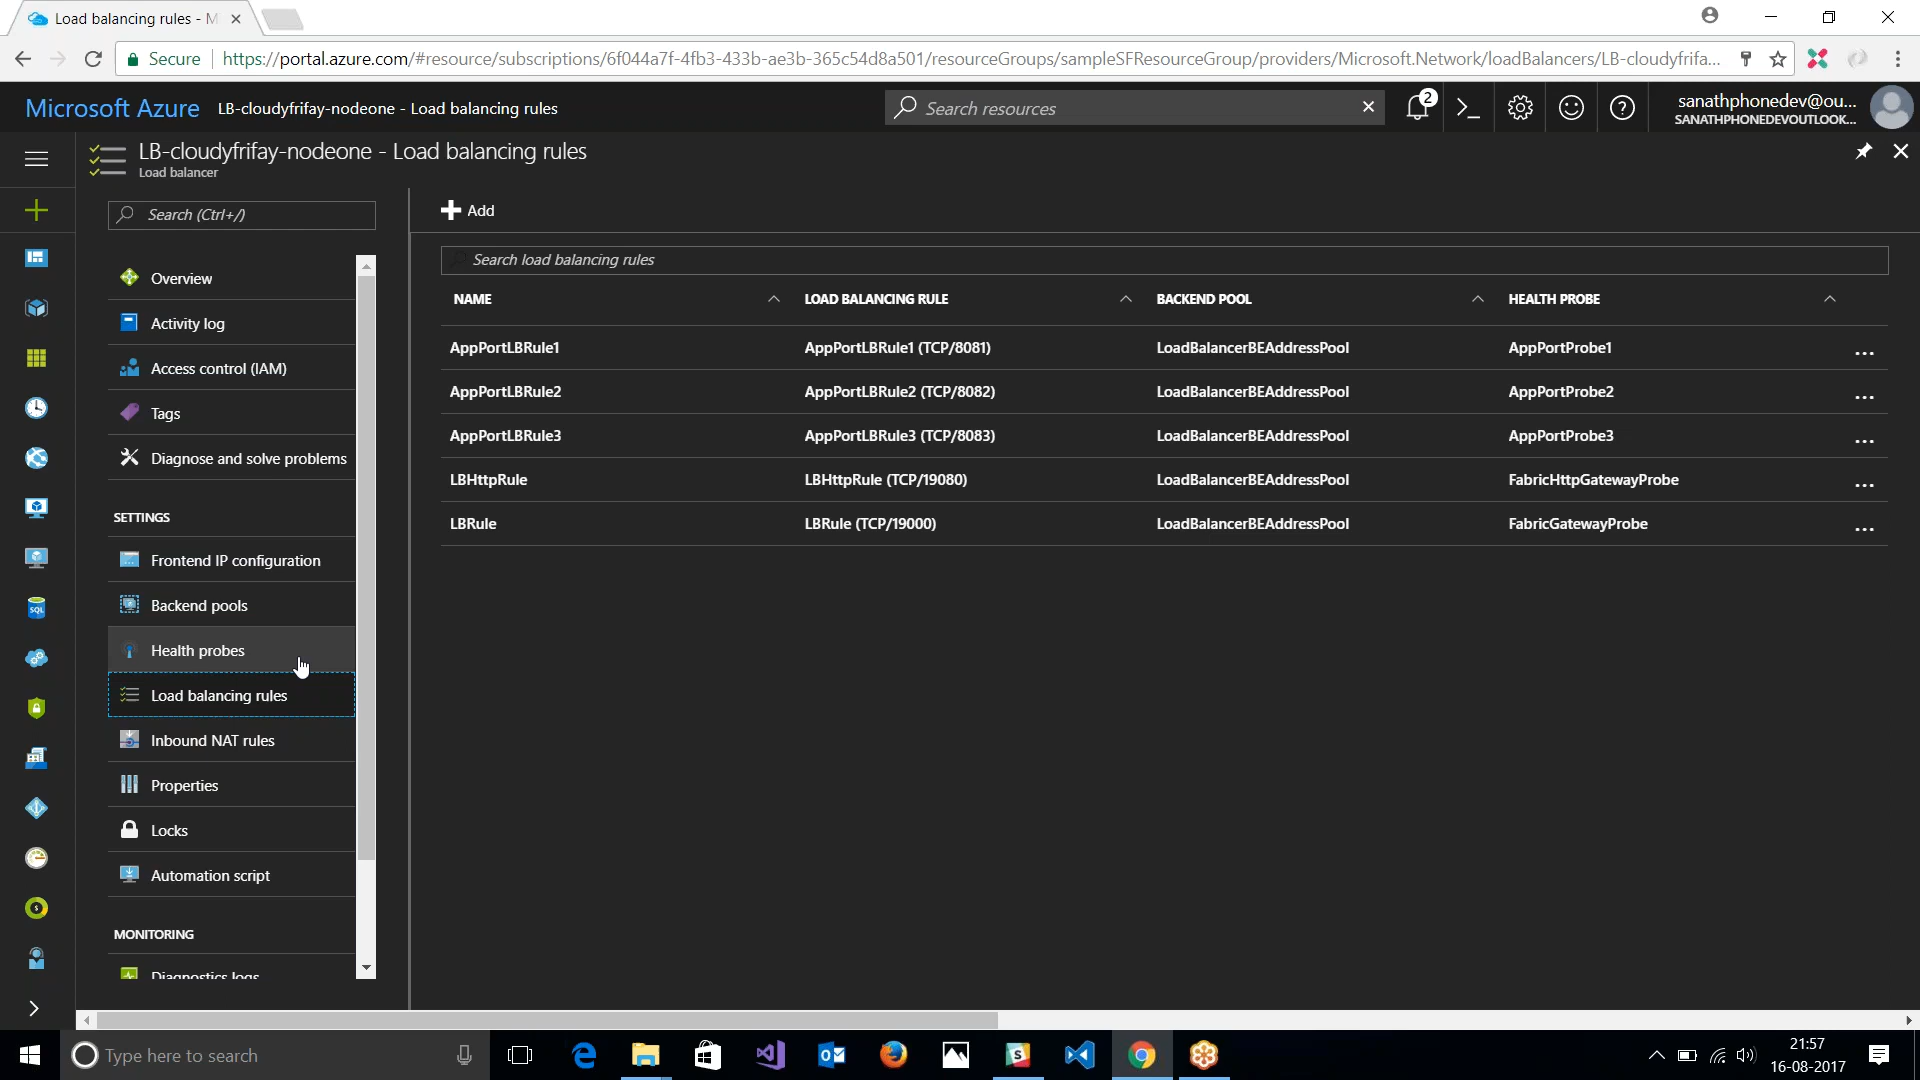 Load balancing rules - M
Secure
https://portal.azure.com/#resource/subscriptions/6f044a7f-4fb3-433b-ae3b-365c54d8a501/resourceGroups/sampleSFResourceGroup/providers/Microsoft.Network/loadBalancers/LB-cloudyfrifa...
Microsoft Azure LB-cloudyfrifay-nodeone - Load balancing rules
Search resources
2
sanathphonedev@ou...
SANATHPHONEDEVOUTLOOK...
LB-cloudyfrifay-nodeone - Load balancing rules
Load balancer
Search (Ctrl+/)
Overview
Activity log
Access control (IAM)
Tags
Diagnose and solve problems
SETTINGS
Frontend IP configuration
Backend pools
Health probes
Load balancing rules
Inbound NAT rules
Properties
Locks
Automation script
MONITORING
Diagnostics logs
Add
Search load balancing rules
NAME LOAD BALANCING RULE BACKEND POOL HEALTH PROBE
AppPortLBRule1 AppPortLBRule1 (TCP/8081) LoadBalancerBEAddressPool AppPortProbe1 ...
AppPortLBRule2 AppPortLBRule2 (TCP/8082) LoadBalancerBEAddressPool AppPortProbe2 ...
AppPortLBRule3 AppPortLBRule3 (TCP/8083) LoadBalancerBEAddressPool AppPortProbe3 ...
LBHttpRule LBHttpRule (TCP/19080) LoadBalancerBEAddressPool FabricHttpGatewayProbe ...
LBRule LBRule (TCP/19000) LoadBalancerBEAddressPool FabricGatewayProbe ...
SQL
Type here to search
21:57
16-08-2017